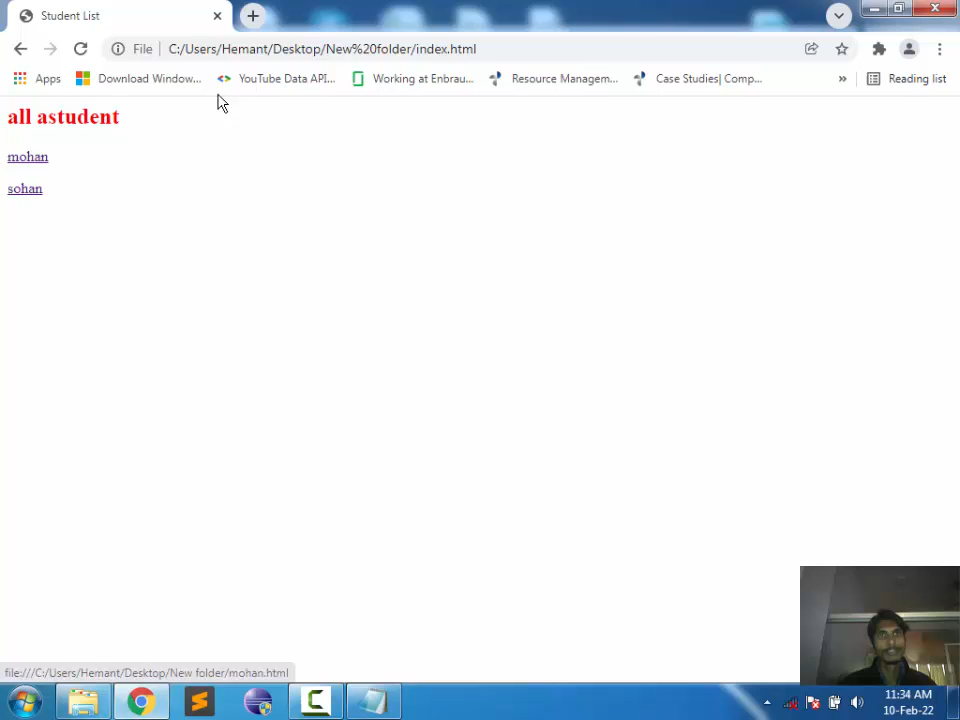 Student List
File C:/Users/Hemant/Desktop/New%20folder/index.html
Apps Download Window... YouTube Data API... Working at Enbrau... Resource Managem... Case Studies| Comp... » Reading list
all astudent
mohan
sohan
file:///C:/Users/Hemant/Desktop/New folder/mohan.html
11:34 AM
10-Feb-22